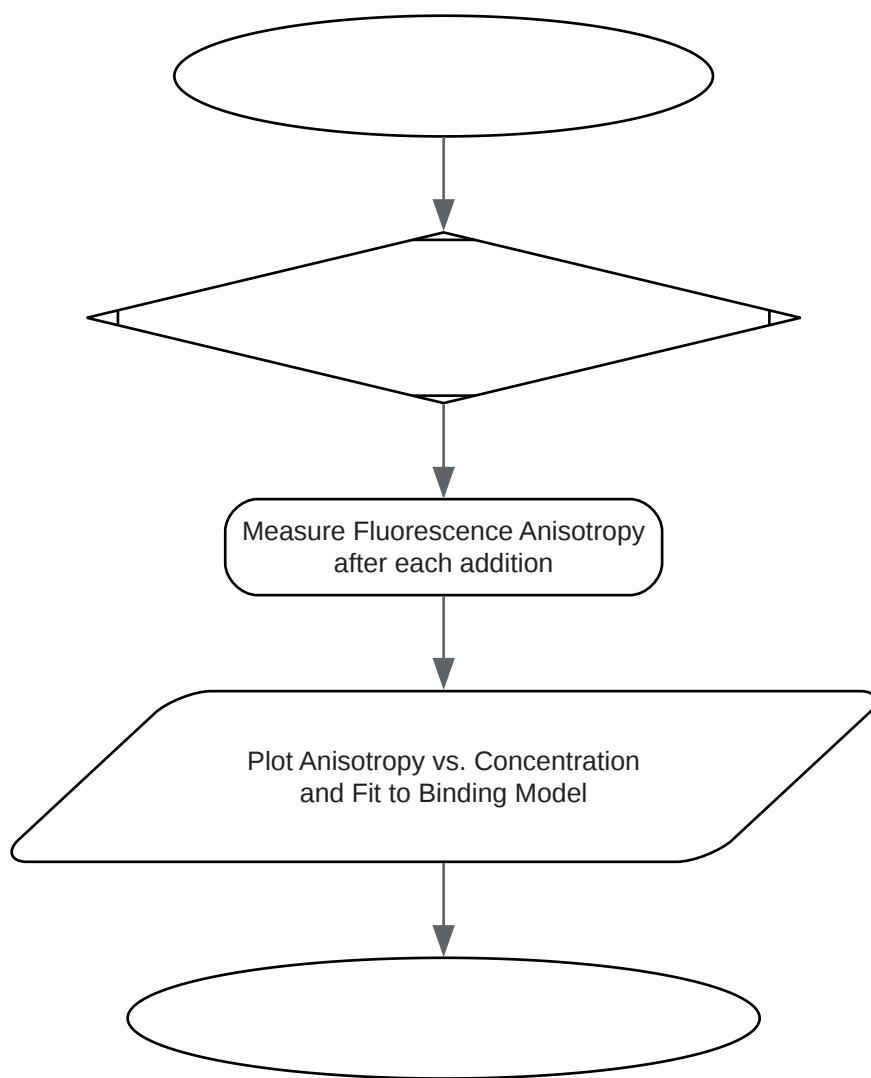 Measure Fluorescence Anisotropy
after each addition
Plot Anisotropy vs. Concentration
and Fit to Binding Model